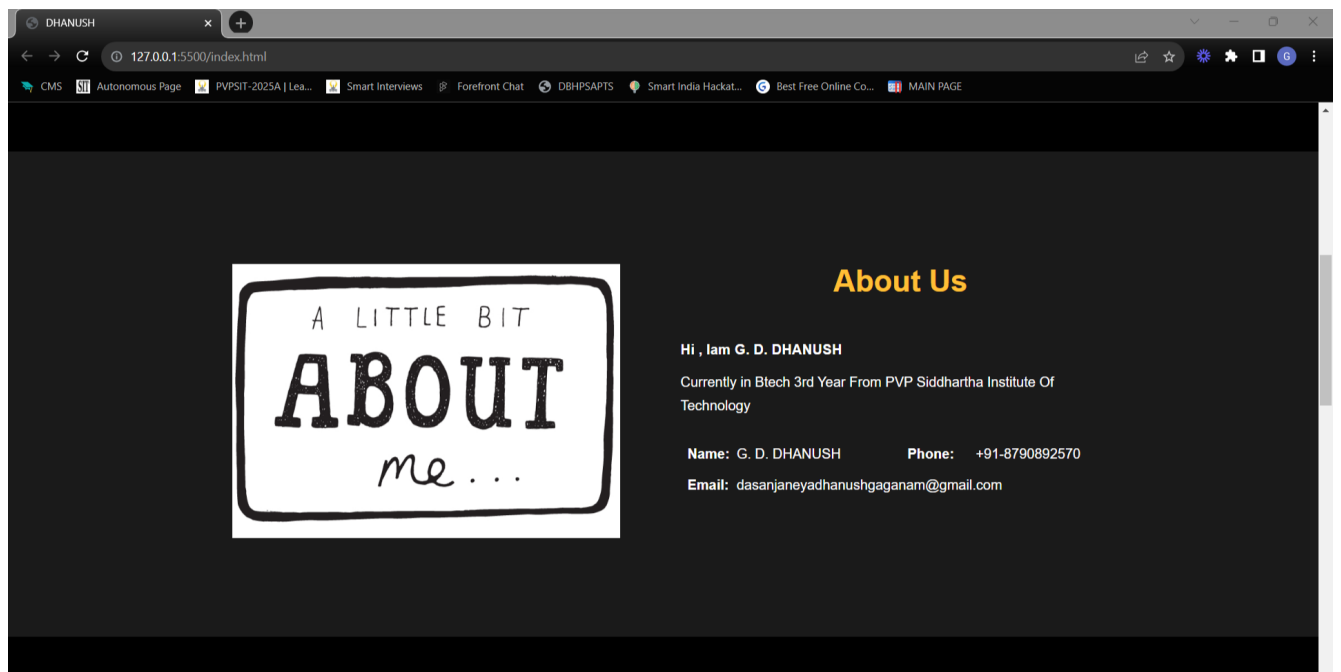 DHANUSH
127.0.0.1:5500/index.html
G
CMS
Autonomous Page
PVPSIT-2025A | Lea...
Smart Interviews
Forefront Chat
DBHPSAPTS
Smart India Hackat...
Best Free Online Co...
MAIN PAGE
A LITTLE BIT
ABOUT
me...
About Us
Hi , Iam G. D. DHANUSH
Currently in Btech 3rd Year From PVP Siddhartha Institute Of
Technology
Name: G. D. DHANUSH Phone: +91-8790892570
Email: dasanjaneyadhanushgaganam@gmail.com